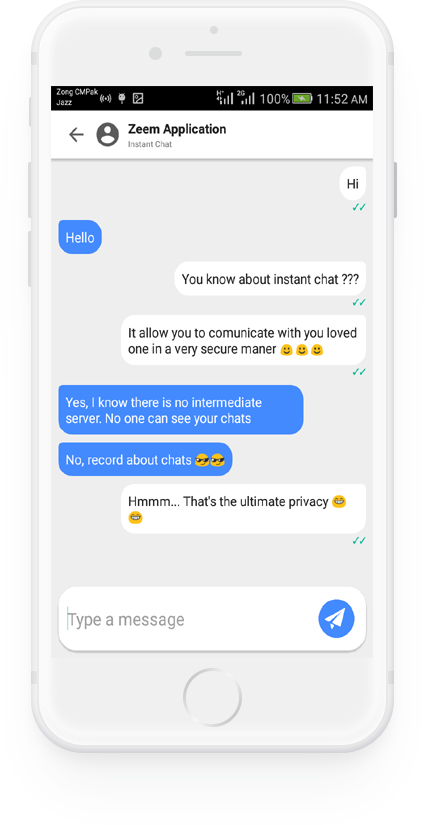 Zong CMPak
Jazz
H+ 2G 100% 11:52 AM
Zeem Application
Instant Chat
Hi
Hello
You know about instant chat ???
It allow you to comunicate with you loved
one in a very secure maner 🙂🙂🙂
Yes, I know there is no intermediate
server. No one can see your chats
No, record about chats 😎😎
Hmmm... That's the ultimate privacy 😁
😁
Type a message